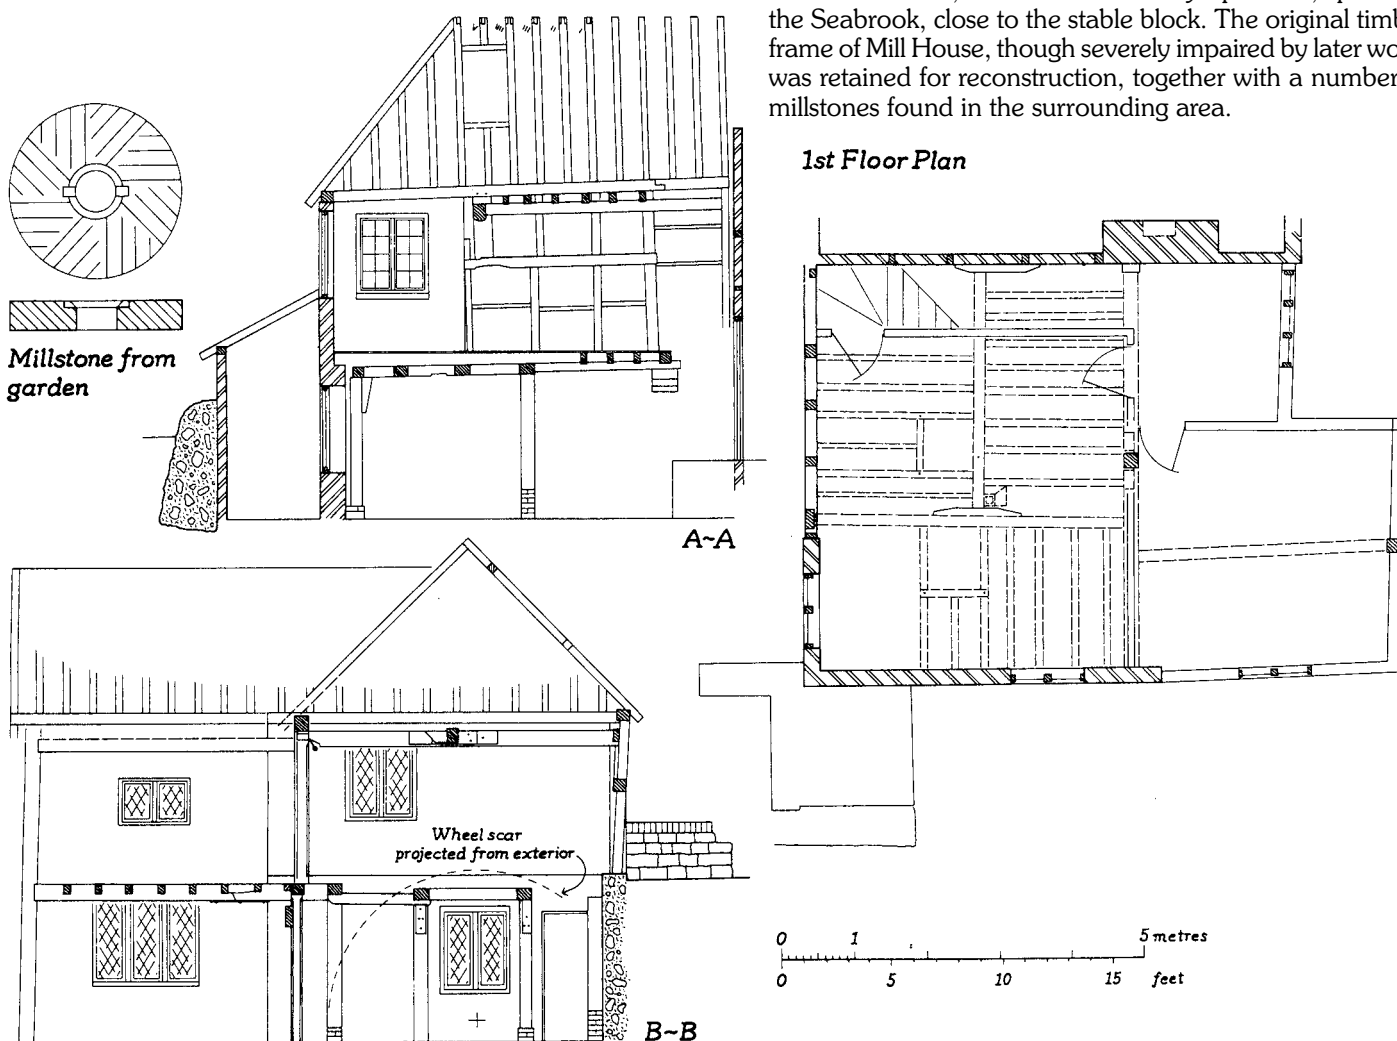 the Seabrook, close to the stable block. The original
frame of Mill House, though severely impaired by later
was retained for reconstruction, together with a number
millstones found in the surrounding area.
1st Floor Plan
Millstone from
garden
A~A
Wheel scar
projected from exterior
B~B
0 1 5 metres
0 5 10 15 feet